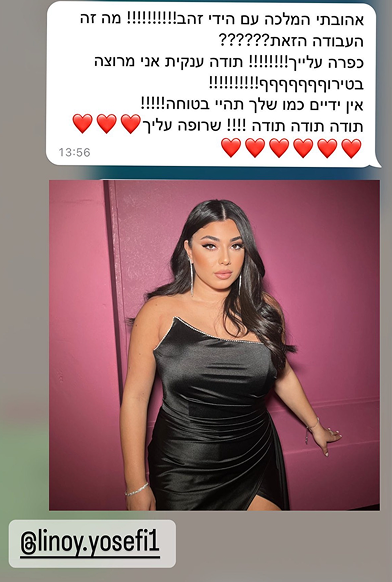 אהובתי המלכה עם הידי זהב!!!!!!!!!! מה זה
העבודה הזאת??????
כפרה עלייך!!!!!!!! תודה ענקית אני מרוצה
בטירוףףףףףףף!!!!!!!!!!
אין ידיים כמו שלך תהיי בטוחה!!!!!
תודה תודה תודה !!!! שרופה עליך❤️❤️❤️
❤️❤️❤️❤️❤️❤️
13:56
@linoy.yosefi1